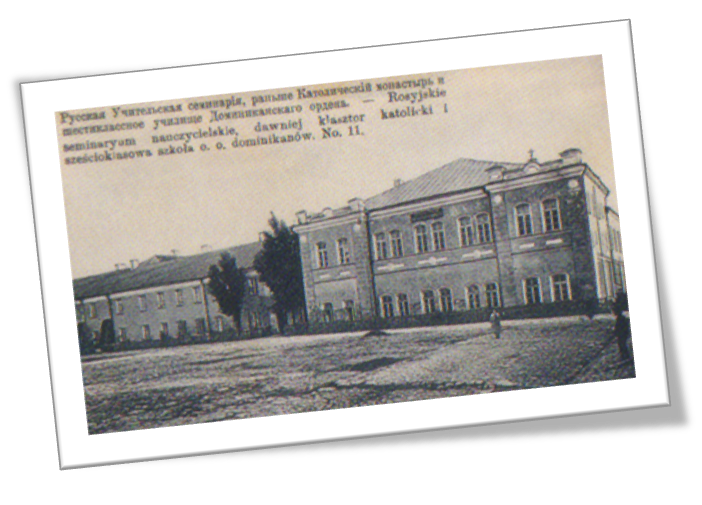 Русская Учительская семинарія, раньше Католическій монастырь и
шестиклассное училище Доминиканскаго ордена. — Rosyjskie
seminaryum nauczycielskie, dawniej klasztor katolicki i
sześcioklasowa szkoła o. o. dominikanów. No. 11.